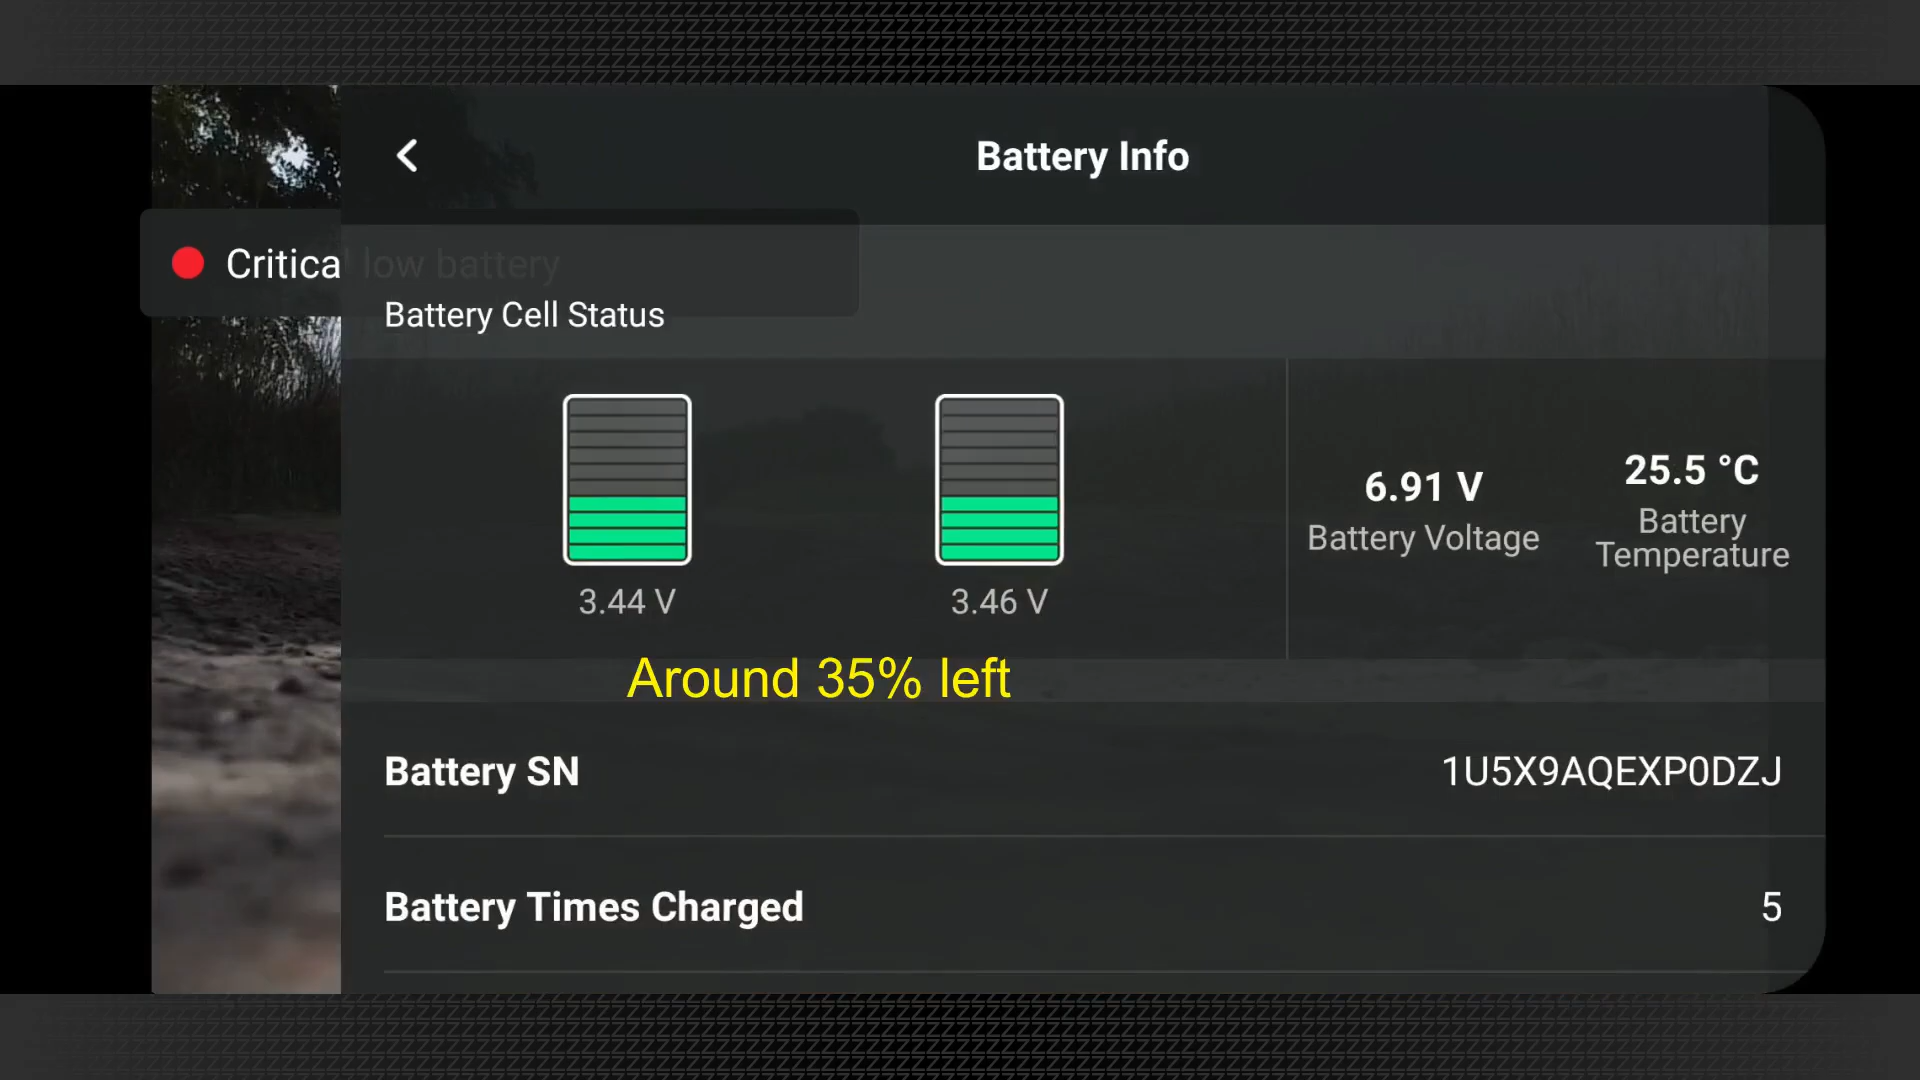 Battery Info
Critical low battery
Battery Cell Status
3.44 V
3.46 V
6.91 V
Battery Voltage
25.5 °C
Battery
Temperature
Around 35% left
Battery SN
1U5X9AQEXP0DZJ
Battery Times Charged
5